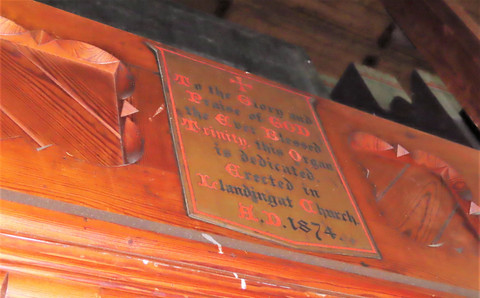 To the Glory and
Praise of GOD
the Ever Blessed
Trinity, this Organ
is dedicated.
Erected in
Llandingat Church
A.D. 1874.